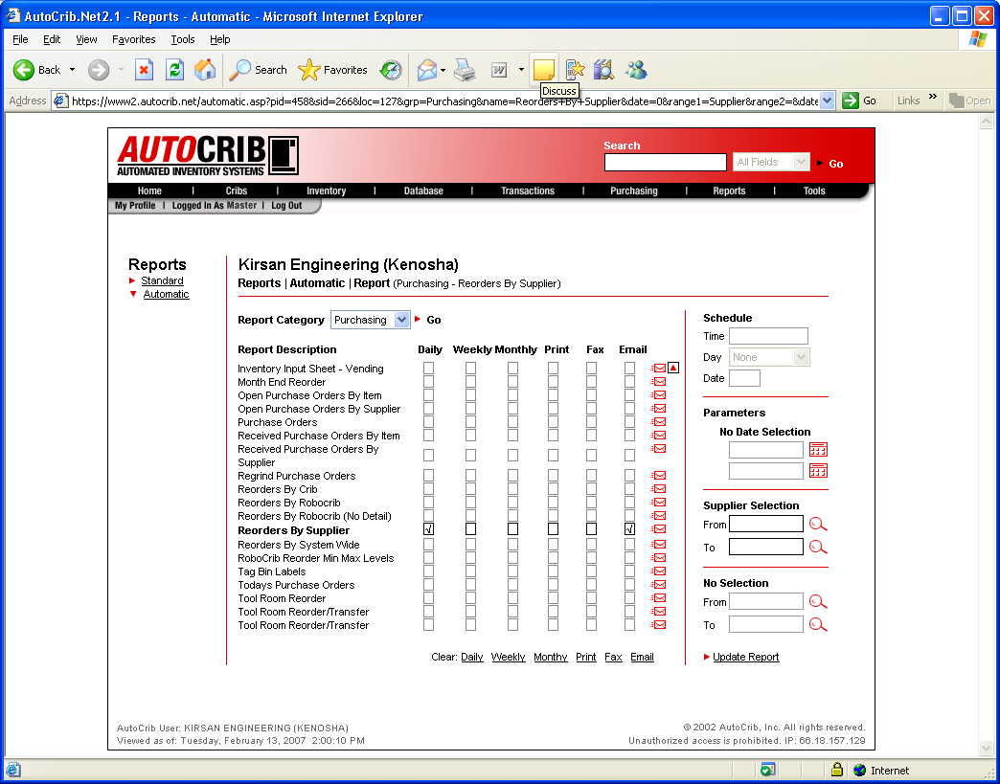 AutoCrib.Net2.1 - Reports - Automatic - Microsoft Internet Explorer
File Edit View Favorites Tools Help
Back Search Favorites W
Discuss
Address https://www2.autocrib.net/automatic.asp?pid=458&sid=266&loc=127&grp=Purchasing&name=Reorders+By+Supplier&date=0&range1=Supplier&range2=&date Go Links » Open
AUTOCRIB
AUTOMATED INVENTORY SYSTEMS
Search
All Fields Go
Home | Cribs | Inventory | Database | Transactions | Purchasing | Reports | Tools
My Profile | Logged In As Master | Log Out
Reports
Standard
Automatic
Kirsan Engineering (Kenosha)
Reports | Automatic | Report (Purchasing - Reorders By Supplier)
Report Category Purchasing Go
Report Description Daily Weekly Monthly Print Fax Email
Inventory Input Sheet - Vending
Month End Reorder
Open Purchase Orders By Item
Open Purchase Orders By Supplier
Purchase Orders
Received Purchase Orders By Item
Received Purchase Orders By
Supplier
Regrind Purchase Orders
Reorders By Crib
Reorders By Robocrib
Reorders By Robocrib (No Detail)
Reorders By Supplier √ √
Reorders By System Wide
RoboCrib Reorder Min Max Levels
Tag Bin Labels
Todays Purchase Orders
Tool Room Reorder
Tool Room Reorder/Transfer
Tool Room Reorder/Transfer
Clear: Daily Weekly Monthy Print Fax Email
Schedule
Time
Day None
Date
Parameters
No Date Selection
Supplier Selection
From
To
No Selection
From
To
Update Report
AutoCrib User: KIRSAN ENGINEERING (KENOSHA)
Viewed as of: Tuesday, February 13, 2007 2:00:10 PM
© 2002 AutoCrib, Inc. All rights reserved.
Unauthorized access is prohibited. IP: 66.18.157.129
Internet